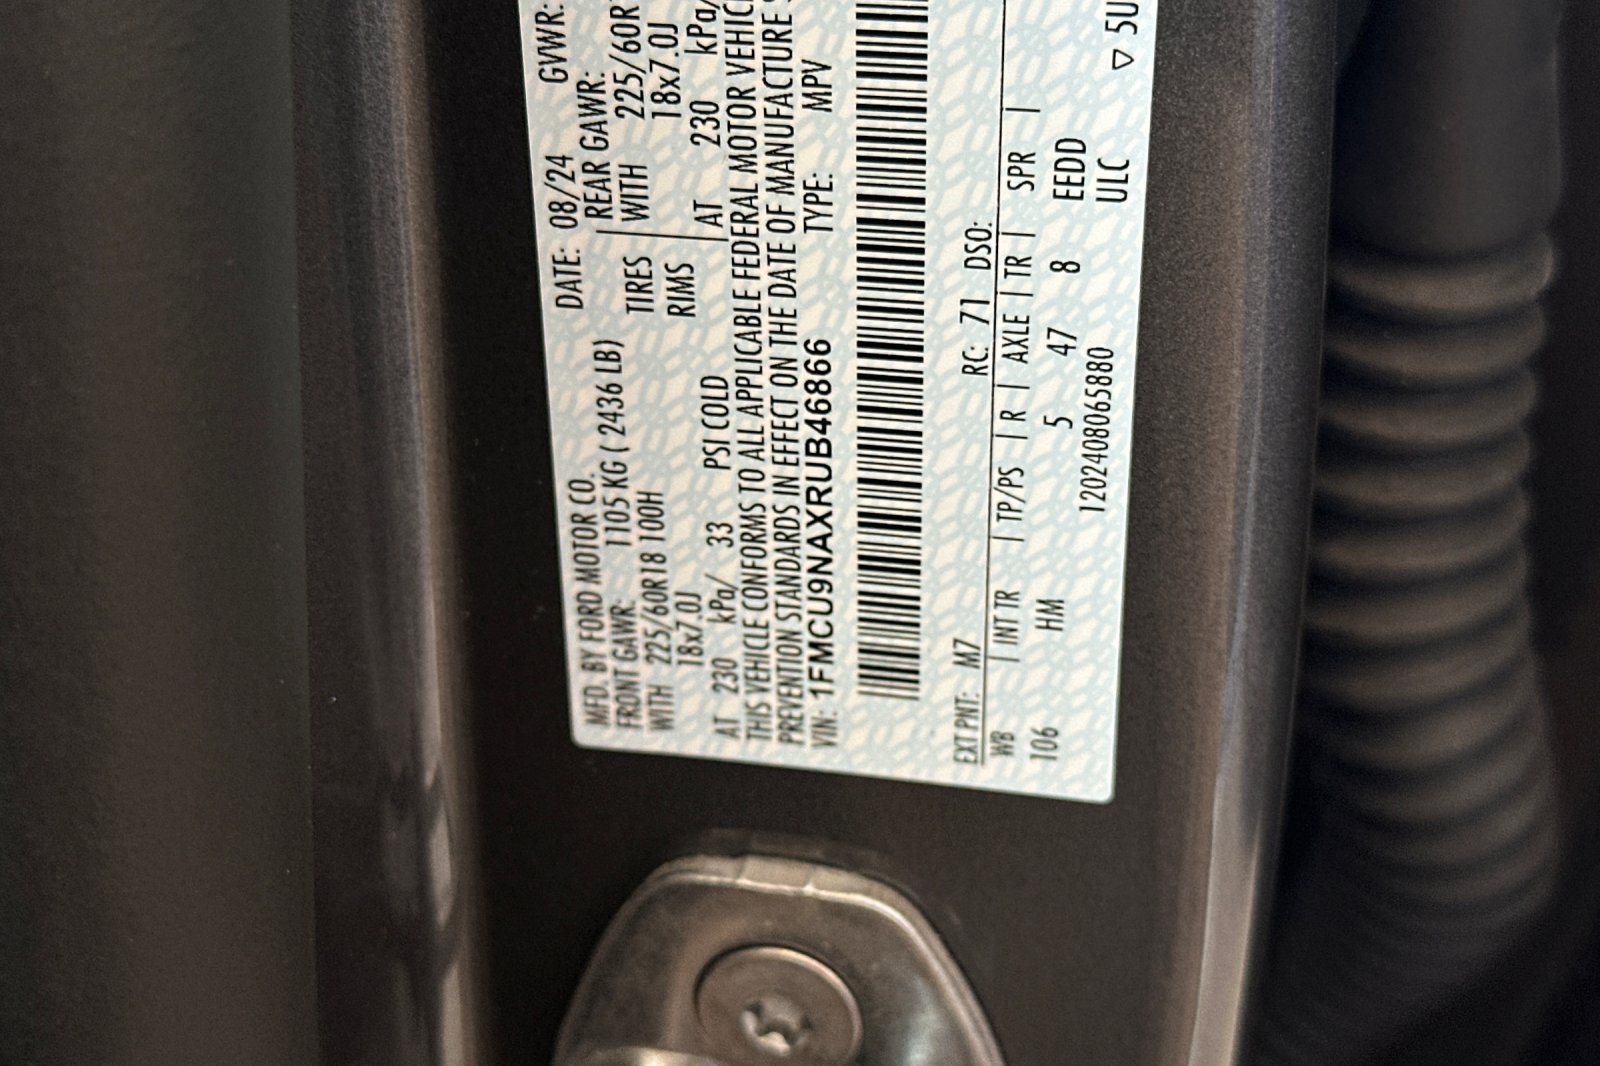 MFD. BY FORD MOTOR CO. DATE: 08/24 GVWR:
FRONT GAWR: 1105 KG ( 2436 LB) REAR GAWR:
WITH 225/60R18 100H TIRES WITH 225/60R
18x7.0J RIMS 18x7.0J
AT 230 kPa/ 33 PSI COLD AT 230 kPa/
THIS VEHICLE CONFORMS TO ALL APPLICABLE FEDERAL MOTOR VEHIC
PREVENTION STANDARDS IN EFFECT ON THE DATE OF MANUFACTURE S
VIN: 1FMCU9NAXRUB46866 TYPE: MPV
EXT PNT: M7 RC: 71 DSO:
WB | INT TR | TP/PS | R | AXLE | TR | SPR |
106 HM 5 47 8 EEDD
1202408065880 ULC ▽ 5U